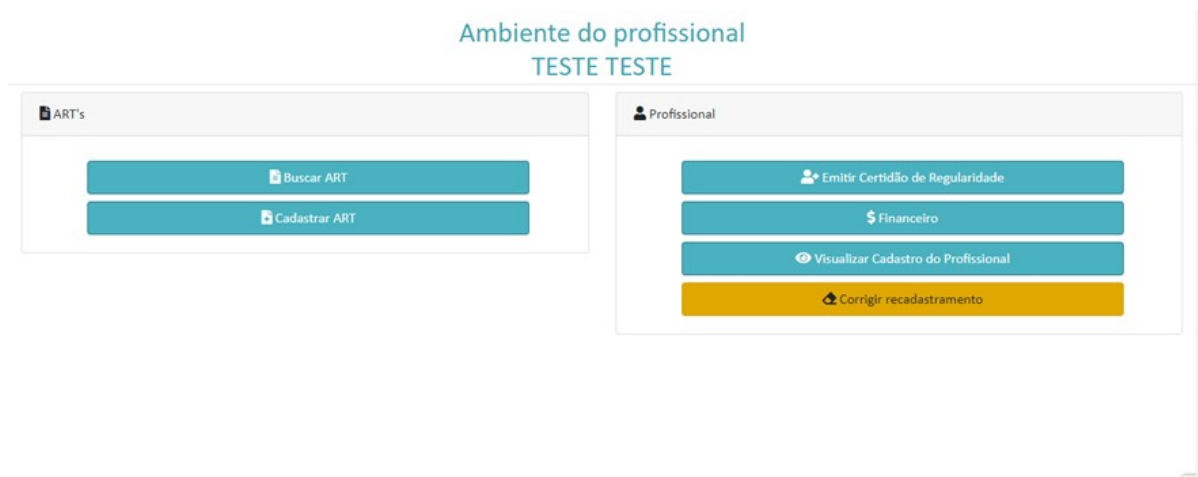 Ambiente do profissional
TESTE TESTE
ART's
Buscar ART
Cadastrar ART
Profissional
Emitir Certidão de Regularidade
Financeiro
Visualizar Cadastro do Profissional
Corrigir recadastramento